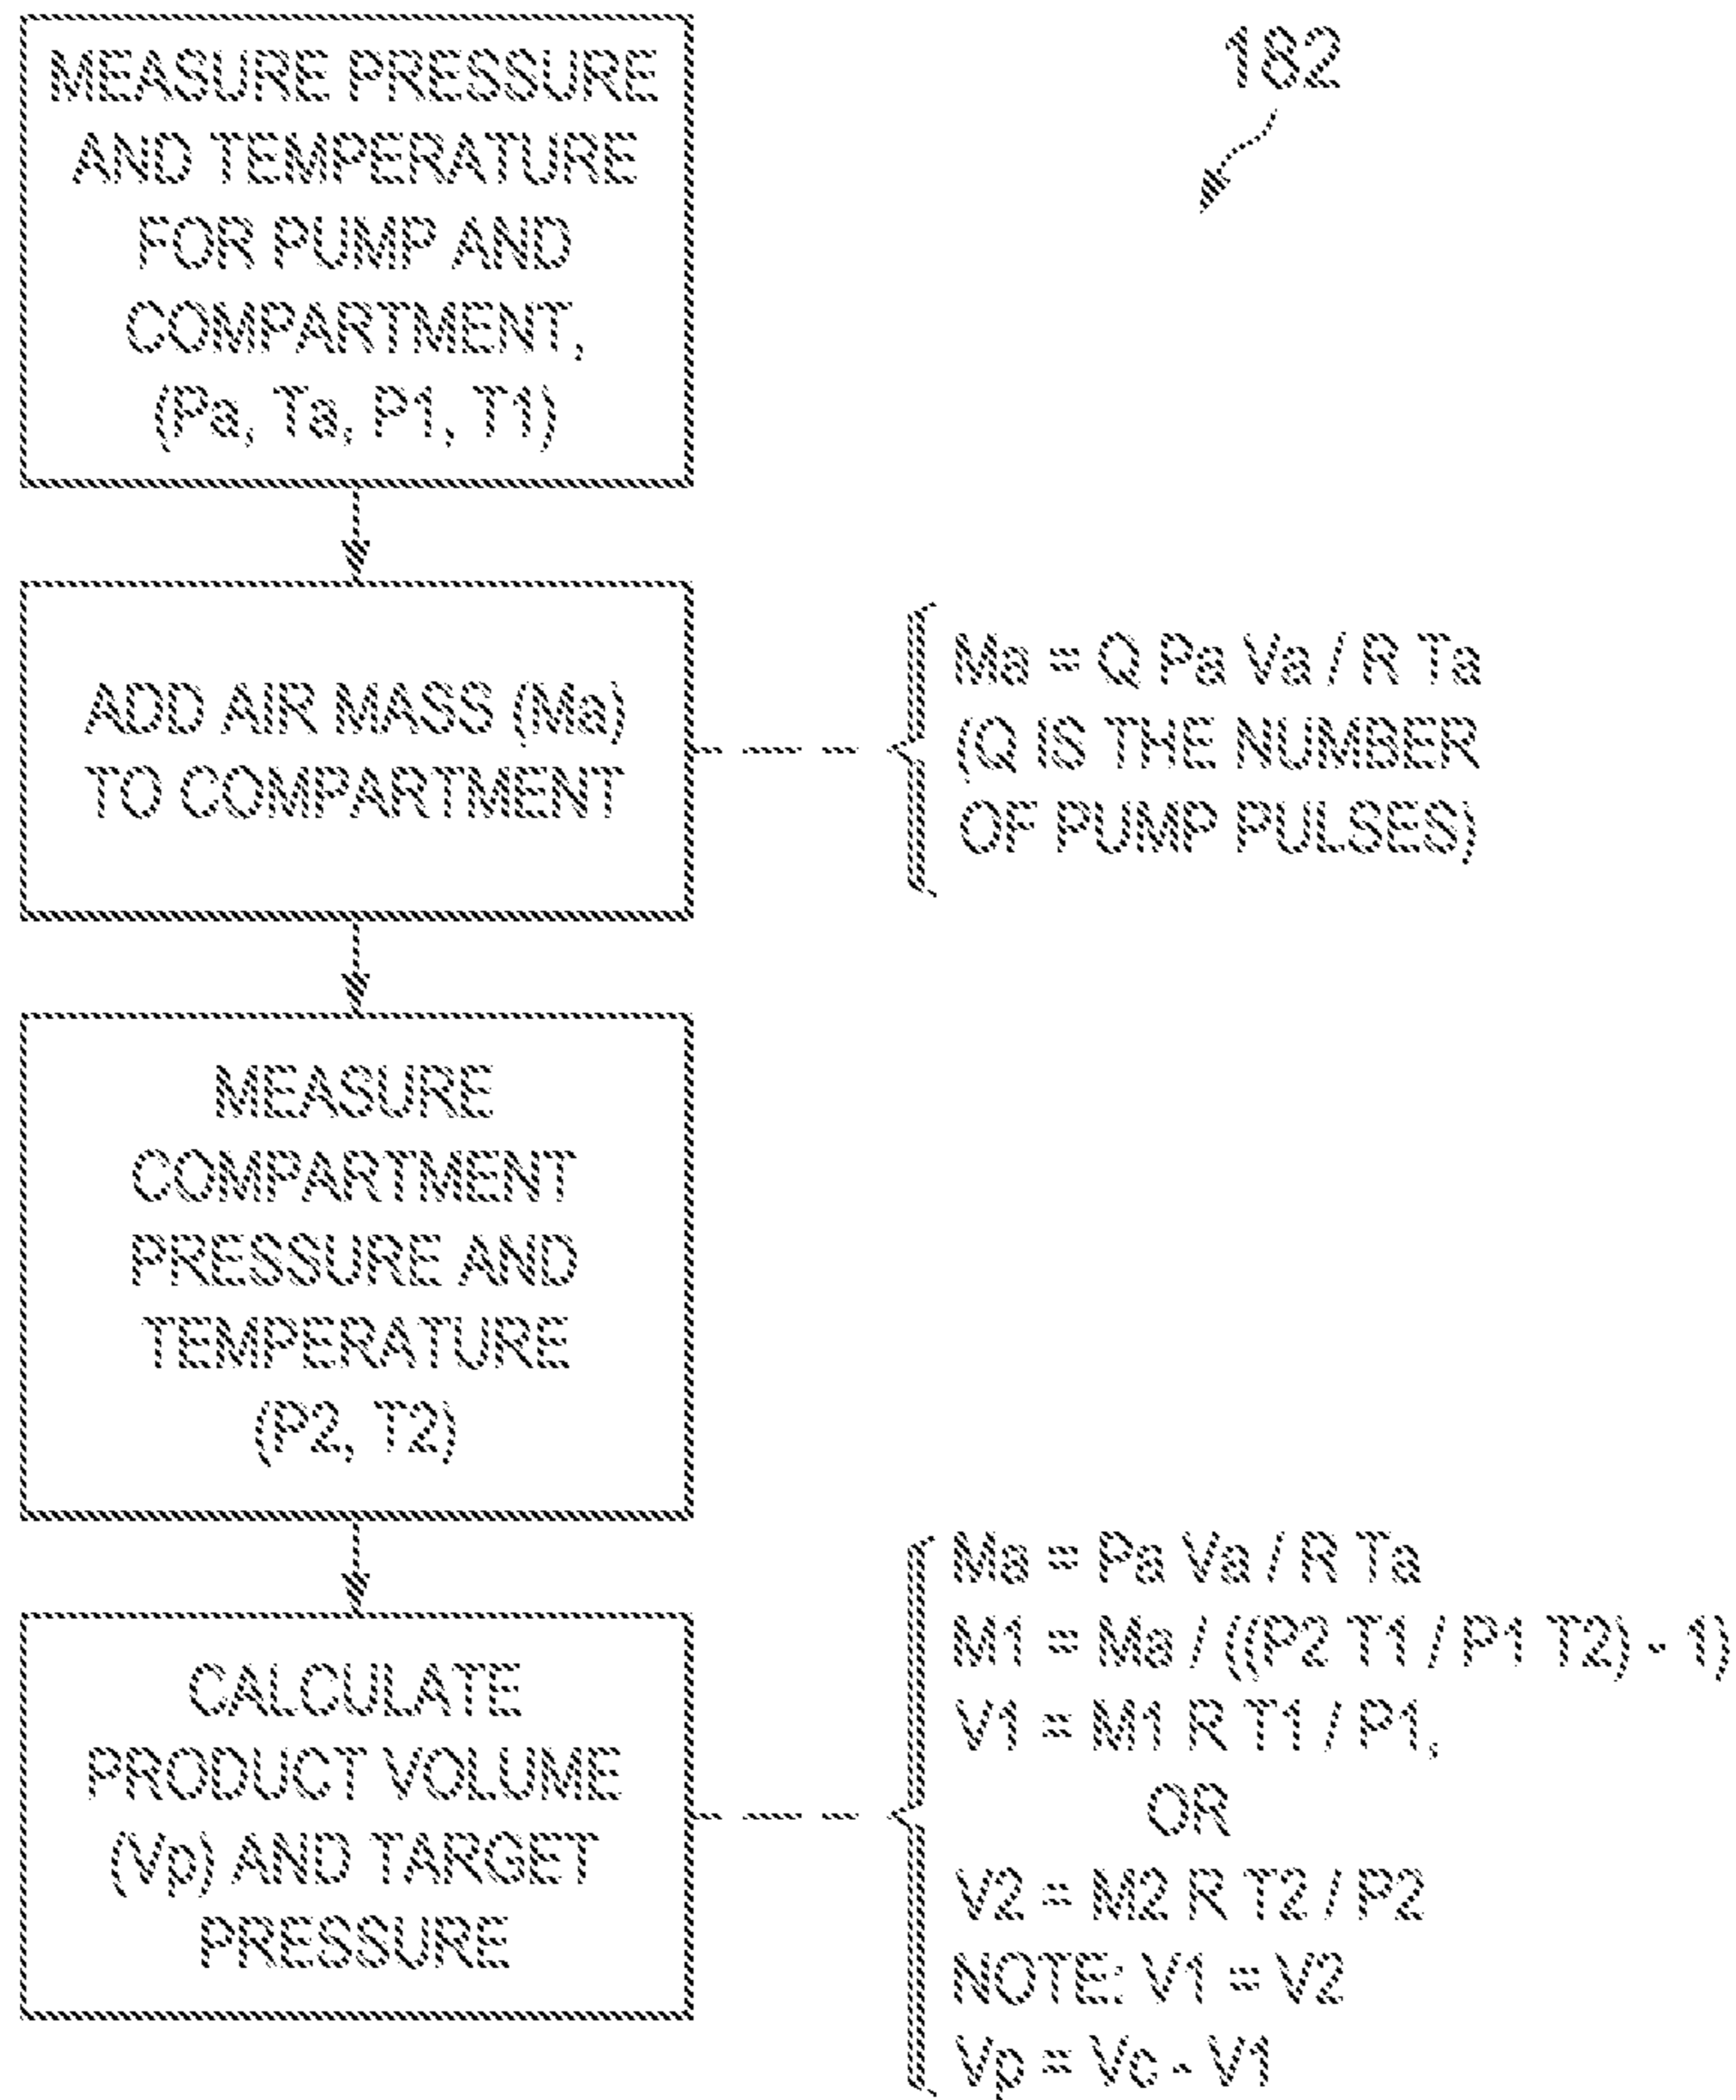 182
MEASURE PRESSURE
AND TEMPERATURE
FOR PUMP AND
COMPARTMENT,
(Pa, Ta, P1, T1)
ADD AIR MASS (Ma)
TO COMPARTMENT
Ma = Q Pa Va / R Ta
(Q IS THE NUMBER
OF PUMP PULSES)
MEASURE
COMPARTMENT
PRESSURE AND
TEMPERATURE
(P2, T2)
CALCULATE
PRODUCT VOLUME
(Vp) AND TARGET
PRESSURE
Ma = Pa Va / R Ta
M1 = Ma / ((P2 T1 / P1 T2) - 1)
V1 = M1 R T1 / P1,
OR
V2 = M2 R T2 / P2
NOTE: V1 = V2
Vp = Vc - V1